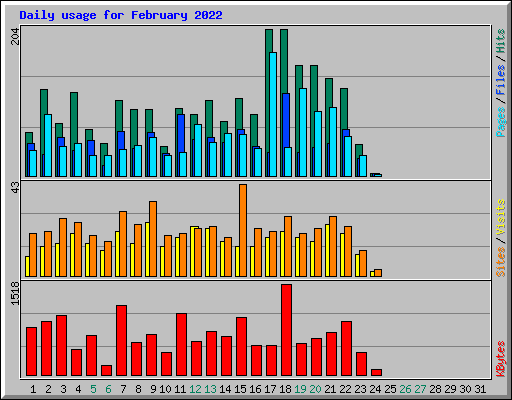 Daily usage for February 2022
204
Pages / Files / Hits
43
Sites / Visits
1518
KBytes
1 2 3 4 5 6 7 8 9 10 11 12 13 14 15 16 17 18 19 20 21 22 23 24 25 26 27 28 29 30 31